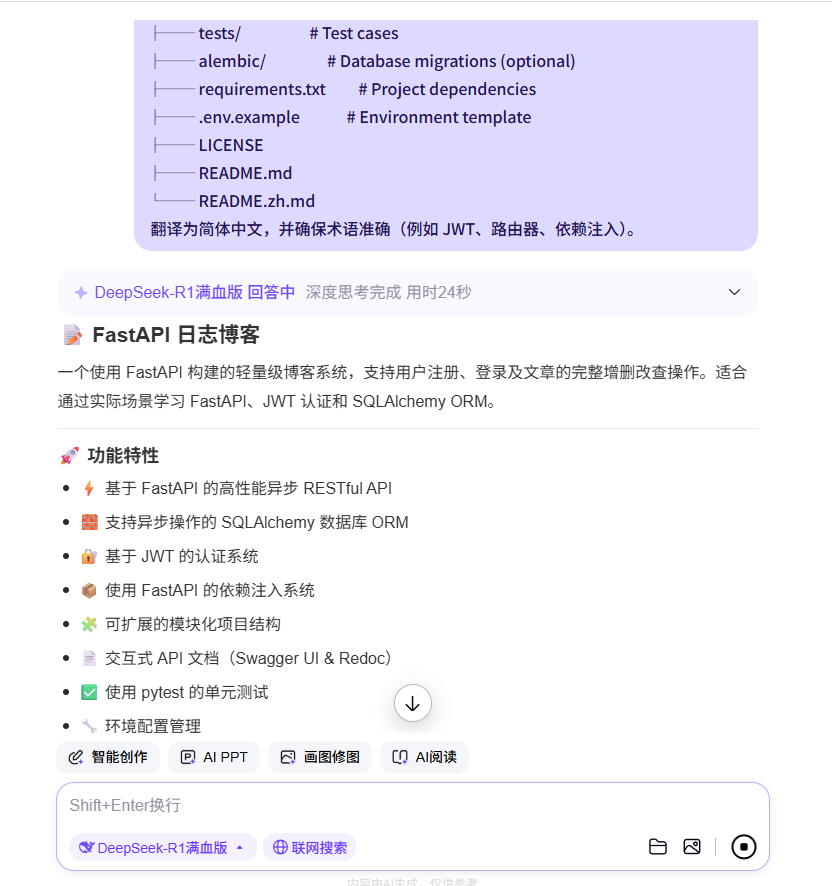 ├── tests/ # Test cases
├── alembic/ # Database migrations (optional)
├── requirements.txt # Project dependencies
├── .env.example # Environment template
├── LICENSE
├── README.md
└── README.zh.md
翻译为简体中文，并确保术语准确（例如 JWT、路由器、依赖注入）。
DeepSeek-R1满血版 回答中 深度思考完成 用时24秒
📝 FastAPI 日志博客
一个使用 FastAPI 构建的轻量级博客系统，支持用户注册、登录及文章的完整增删改查操作。适合
通过实际场景学习 FastAPI、JWT 认证和 SQLAlchemy ORM。
🚀 功能特性
• ⚡ 基于 FastAPI 的高性能异步 RESTful API
• 🧱 支持异步操作的 SQLAlchemy 数据库 ORM
• 🔐 基于 JWT 的认证系统
• 📦 使用 FastAPI 的依赖注入系统
• 🧩 可扩展的模块化项目结构
• 📄 交互式 API 文档（Swagger UI & Redoc）
• ✅ 使用 pytest 的单元测试
• 🔧 环境配置管理
智能创作 AI PPT 画图修图 AI阅读
Shift+Enter换行
DeepSeek-R1满血版 联网搜索
内容由AI生成，仅供参考